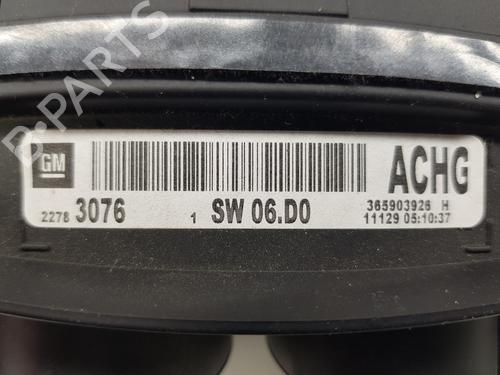 B-PARTS
GM
ACHG
2278 3076 1 SW 06.D0
365903926 H
11129 05:10:37